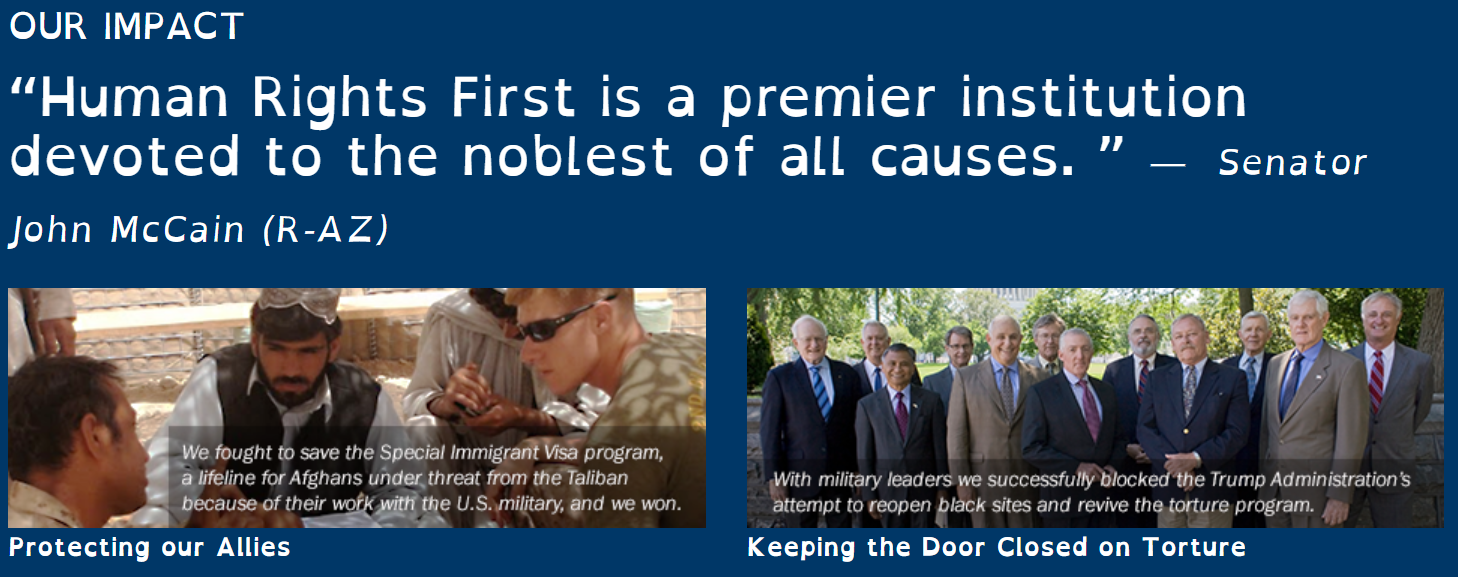 OUR IMPACT
“Human Rights First is a premier institution
devoted to the noblest of all causes. ” — Senator
John McCain (R-AZ)
We fought to save the Special Immigrant Visa program,
a lifeline for Afghans under threat from the Taliban
because of their work with the U.S. military, and we won.
Protecting our Allies
With military leaders we successfully blocked the Trump Administration's
attempt to reopen black sites and revive the torture program.
Keeping the Door Closed on Torture